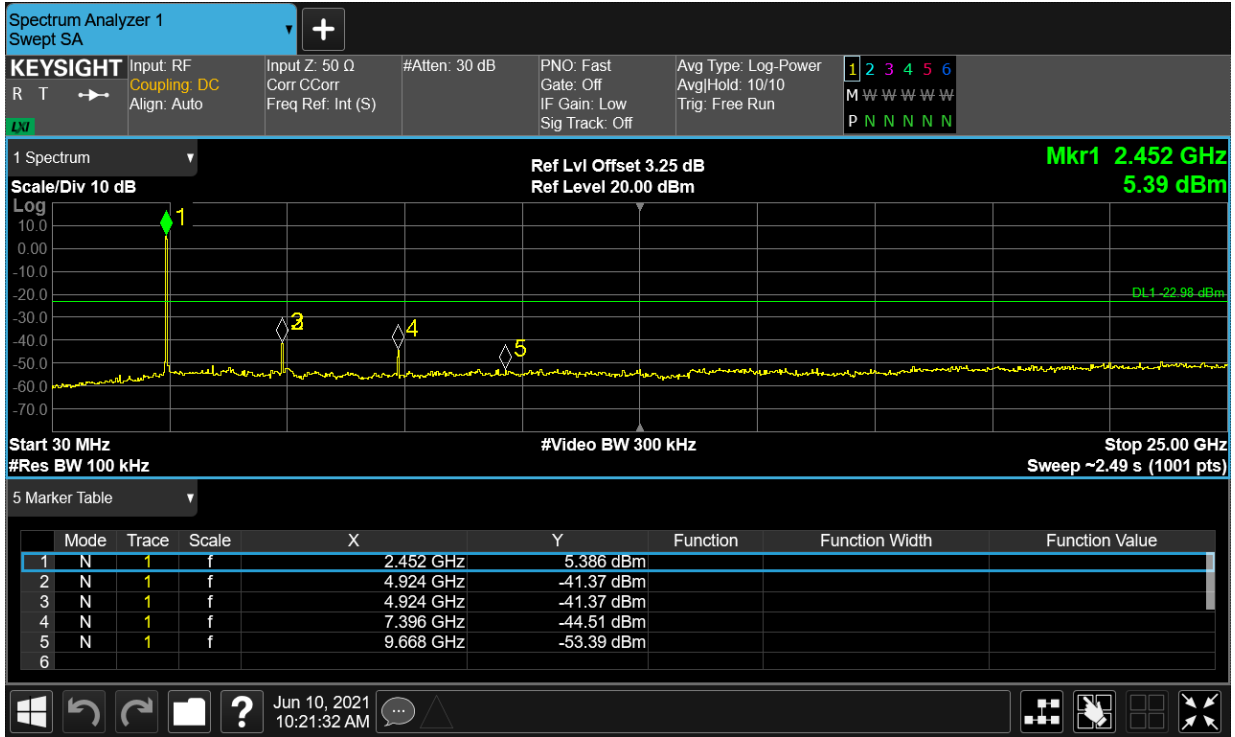 Spectrum Analyzer 1
Swept SA
KEYSIGHT
R T
LXI
Input: RF
Coupling: DC
Align: Auto
Input Z: 50 Ω
Corr CCorr
Freq Ref: Int (S)
#Atten: 30 dB
PNO: Fast
Gate: Off
IF Gain: Low
Sig Track: Off
Avg Type: Log-Power
Avg|Hold: 10/10
Trig: Free Run
1 2 3 4 5 6
M W W W W W
P N N N N N
1 Spectrum
Scale/Div 10 dB
Ref Lvl Offset 3.25 dB
Ref Level 20.00 dBm
Mkr1 2.452 GHz
5.39 dBm
Log
10.0
0.00
-10.0
-20.0
-30.0
-40.0
-50.0
-60.0
-70.0
1
3
4
5
DL1 -22.98 dBm
Start 30 MHz
#Res BW 100 kHz
#Video BW 300 kHz
Stop 25.00 GHz
Sweep ~2.49 s (1001 pts)
5 Marker Table
Mode Trace Scale X Y Function Function Width Function Value
1 N 1 f 2.452 GHz 5.386 dBm
2 N 1 f 4.924 GHz -41.37 dBm
3 N 1 f 4.924 GHz -41.37 dBm
4 N 1 f 7.396 GHz -44.51 dBm
5 N 1 f 9.668 GHz -53.39 dBm
6
?
Jun 10, 2021
10:21:32 AM